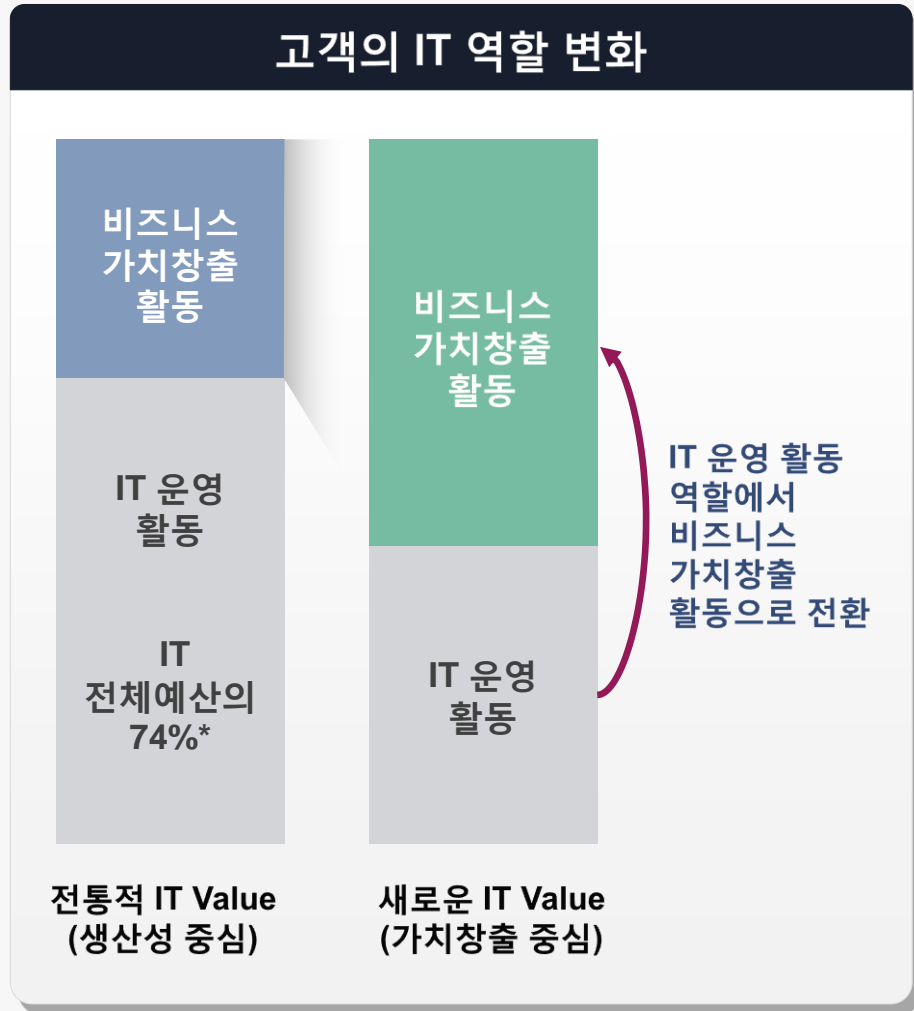 고객의 IT 역할 변화
비즈니스
가치창출
활동
IT 운영
활동
IT
전체예산의
74%*
비즈니스
가치창출
활동
IT 운영
활동
IT 운영 활동
역할에서
비즈니스
가치창출
활동으로 전환
전통적 IT Value
(생산성 중심)
새로운 IT Value
(가치창출 중심)